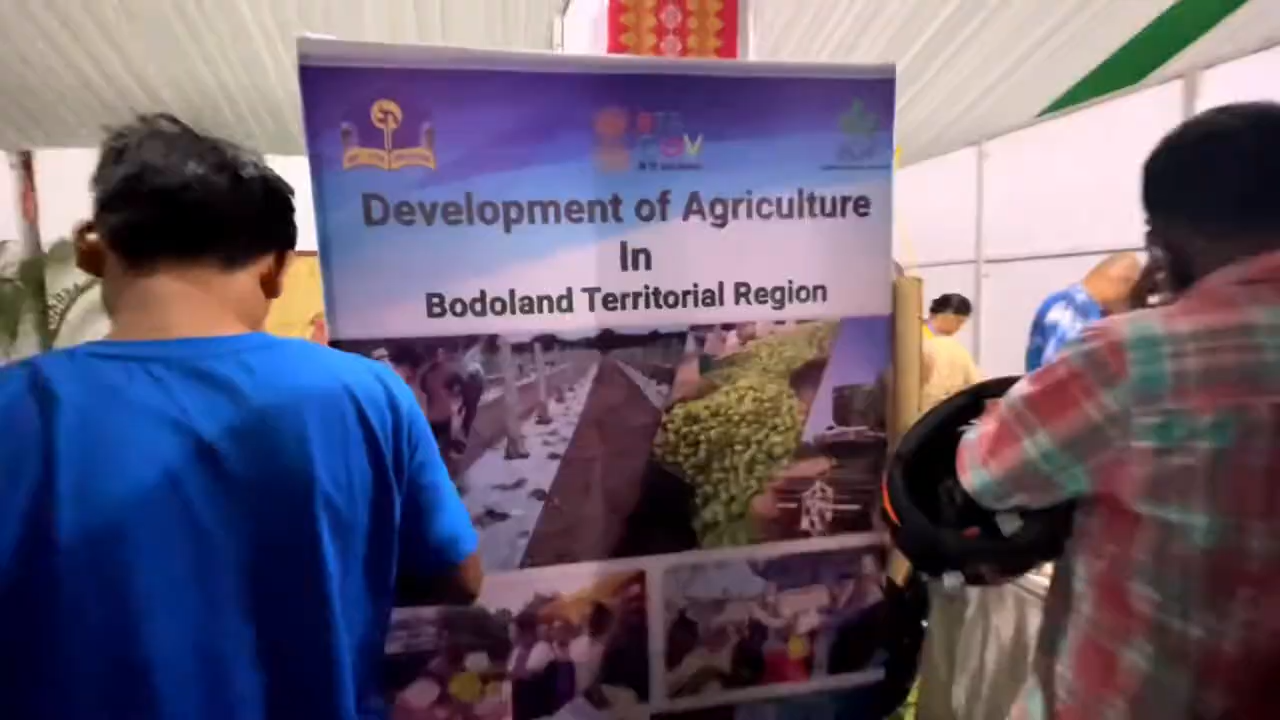 Development of Agriculture
In
Bodoland Territorial Region